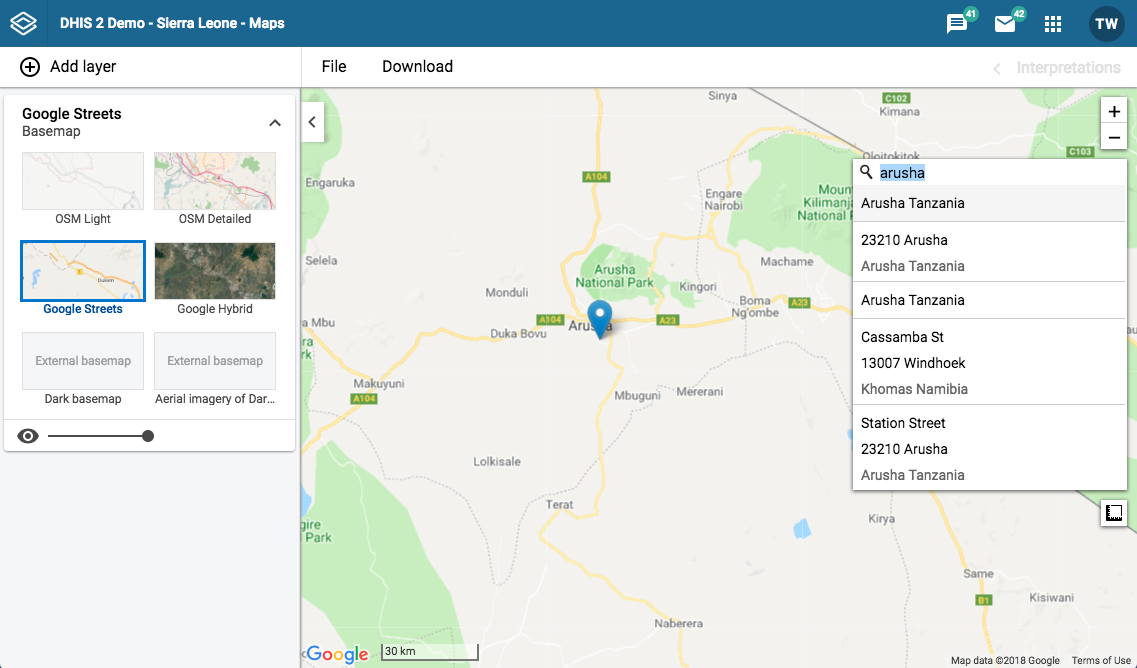 DHIS 2 Demo - Sierra Leone - Maps
41
42
TW
Add layer
File
Download
Interpretations
Google Streets
Basemap
OSM Light
OSM Detailed
Google Streets
Google Hybrid
External basemap
External basemap
Dark basemap
Aerial imagery of Dar...
arusha
Arusha Tanzania
23210 Arusha
Arusha Tanzania
Arusha Tanzania
Cassamba St
13007 Windhoek
Khomas Namibia
Station Street
23210 Arusha
Arusha Tanzania
Sinya
C102
Kimana
Oloitokitok
C103
Engaruka
A104
Engare
Nairobi
Mount
Kilimanja
National
Selela
Machame
Arusha
National Park
Monduli
Kingori
Boma
Ng'ombe
A23
a Mbu
A104
Arusha
A23
Duka Bovu
ra
rk
Makuyuni
A104
Mbuguni
Mererani
Lolkisale
Terat
Kirya
gire
Park
Same
B1
Kisiwani
Naberera
Google
30 km
Map data ©2018 Google
Terms of Use